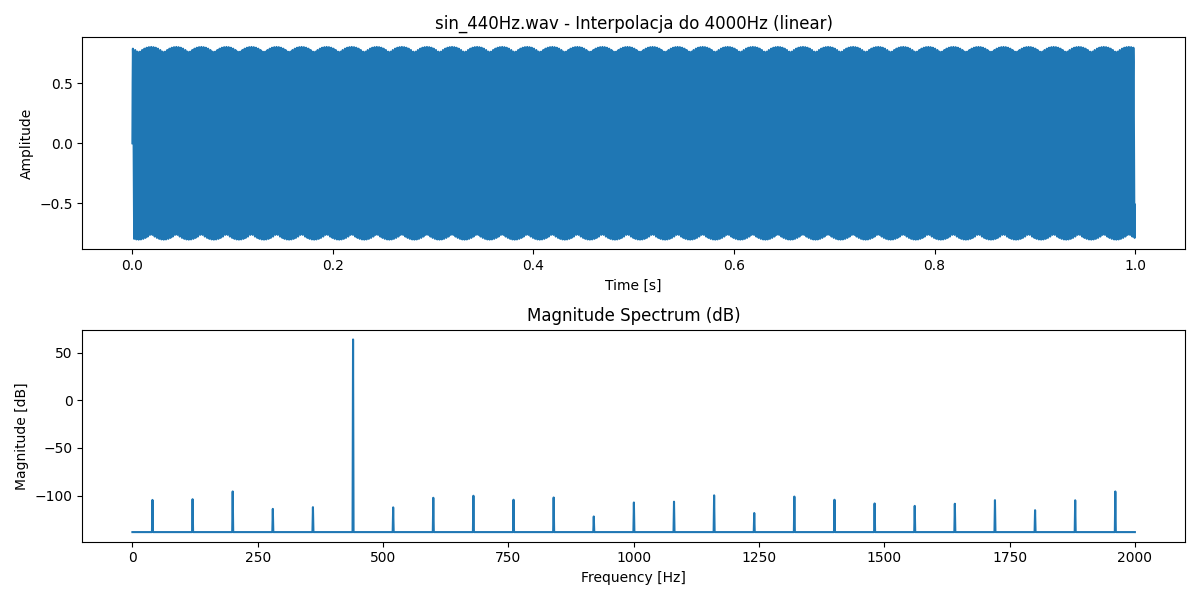 sin_440Hz.wav - Interpolacja do 4000Hz (linear)
Amplitude
0.5
0.0
−0.5
0.0 0.2 0.4 0.6 0.8 1.0
Time [s]
Magnitude Spectrum (dB)
Magnitude [dB]
50
0
−50
−100
0 250 500 750 1000 1250 1500 1750 2000
Frequency [Hz]